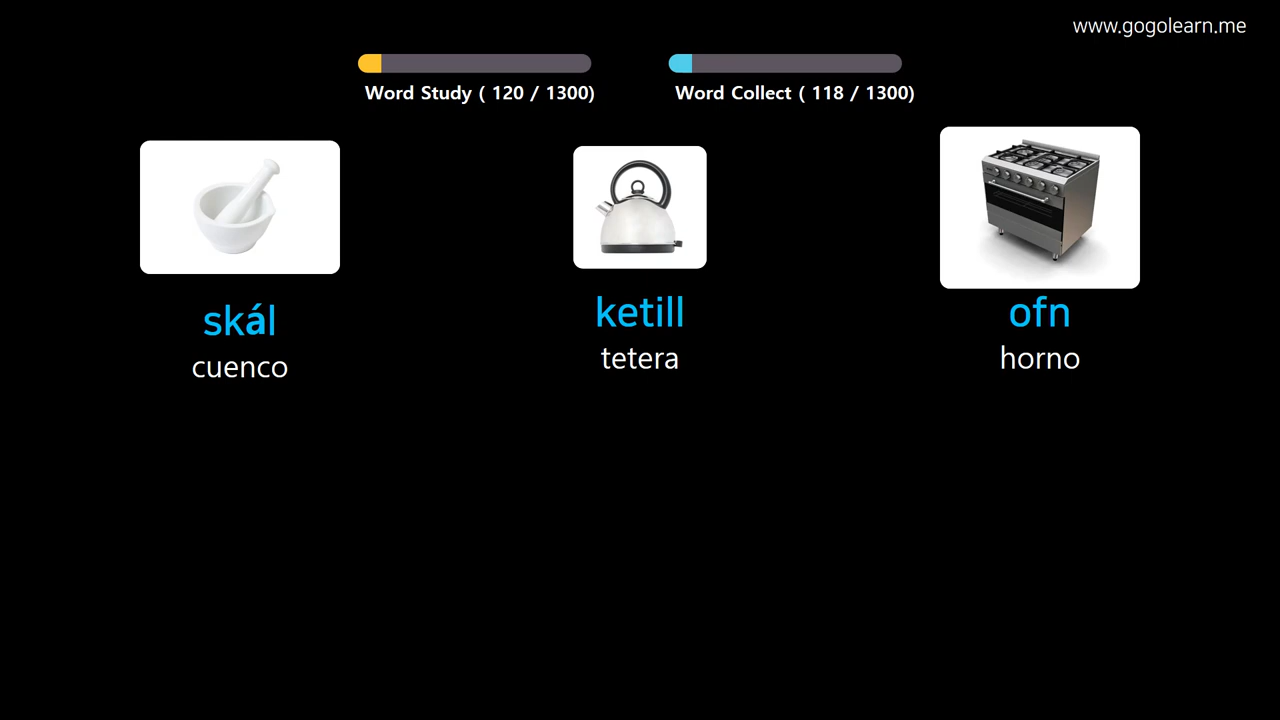 www.gogolearn.me
Word Study ( 120 / 1300)
Word Collect ( 118 / 1300)
skál
cuenco
ketill
tetera
ofn
horno